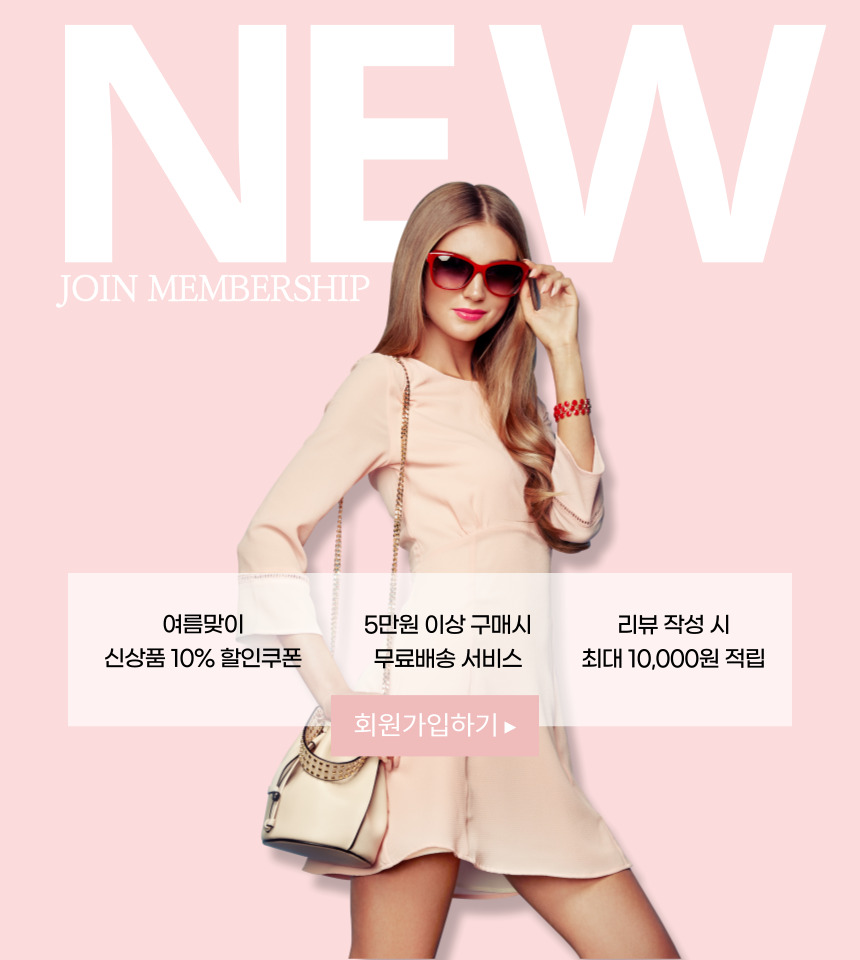 NEW
JOIN MEMBERSHIP
여름맞이
신상품 10% 할인쿠폰
5만원 이상 구매시
무료배송 서비스
리뷰 작성 시
최대 10,000원 적립
회원가입하기 ▸